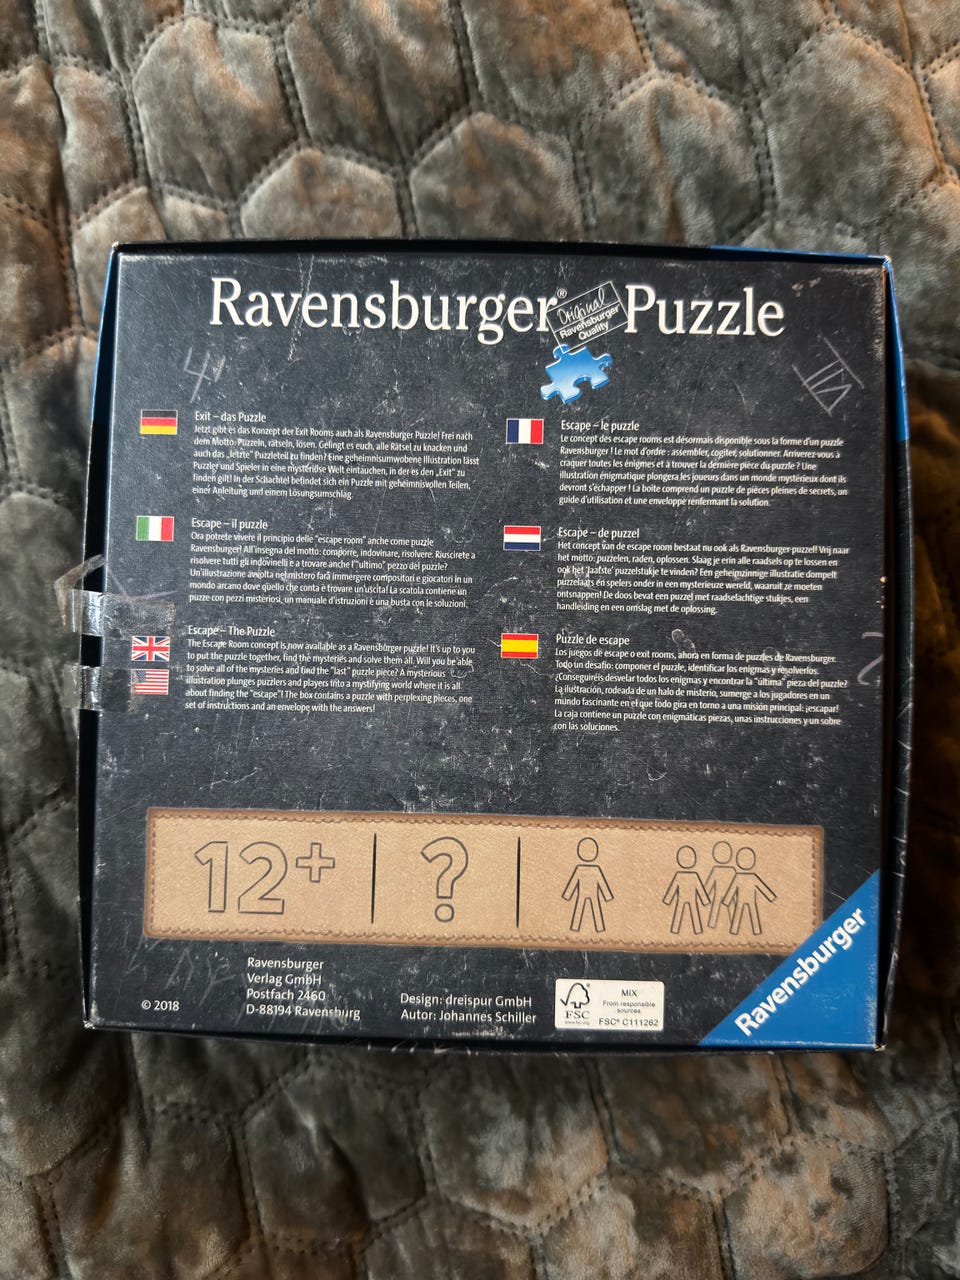 Ravensburger® Puzzle
Original
Ravensburger
Quality
Exit – das Puzzle
Jetzt gibt es das Konzept der Exit Rooms auch als Ravensburger Puzzle! Frei nach
dem Motto: Puzzeln, rätseln, lösen. Gelingt es euch, alle Rätsel zu knacken und
auch das „letzte“ Puzzleteil zu finden? Eine geheimnisumwobene Illustration lässt
Puzzler und Spieler in eine mysteriöse Welt eintauchen, in der es den „Exit“ zu
finden gilt! In der Schachtel befindet sich ein Puzzle mit geheimnisvollen Teilen,
einer Anleitung und einem Lösungsumschlag.
Escape – il puzzle
Ora potrete vivere il principio delle “escape room” anche come puzzle
Ravensburger! All’insegna del motto: comporre, indovinare, risolvere. Riuscirete a
risolvere tutti gli indovinelli e a trovare anche l’“ultimo” pezzo del puzzle?
Un’illustrazione avvolta nel mistero farà immergere compositori e giocatori in un
mondo arcano dove quello che conta è trovare un’uscita! La scatola contiene un
puzze con pezzi misteriosi, un manuale d’istruzioni e una busta con le soluzioni.
Escape – The Puzzle
The Escape Room concept is now available as a Ravensburger puzzle! It’s up to you
to put the puzzle together, find the mysteries and solve them all. Will you be able
to solve all of the mysteries and find the “last” puzzle piece? A mysterious
illustration plunges puzzlers and players into a mystifying world where it is all
about finding the “escape”! The box contains a puzzle with perplexing pieces, one
set of instructions and an envelope with the answers!
Escape – le puzzle
Le concept des escape rooms est désormais disponible sous la forme d’un puzzle
Ravensburger ! Le mot d’ordre : assembler, cogiter, solutionner. Arriverez-vous à
craquer toutes les énigmes et à trouver la dernière pièce du puzzle ? Une
illustration énigmatique plongera les joueurs dans un monde mystérieux dont ils
devront s’échapper ! La boîte comprend un puzzle de pièces pleines de secrets, un
guide d’utilisation et une enveloppe renfermant la solution.
Escape – de puzzel
Het concept van de escape room bestaat nu ook als Ravensburger-puzzel! Vrij naar
het motto: puzzelen, raden, oplossen. Slaag je erin alle raadsels op te lossen en
ook het ‘laatste’ puzzelstukje te vinden? Een geheimzinnige illustratie dompelt
puzzelaars en spelers onder in een mysterieuze wereld, waaruit ze moeten
ontsnappen! De doos bevat een puzzel met raadselachtige stukjes, een
handleiding en een omslag met de oplossing.
Puzzle de escape
Los juegos de escape o exit rooms, ahora en forma de puzzles de Ravensburger.
Todo un desafío: componer el puzzle, identificar los enigmas y resolverlos.
¿Conseguiréis desvelar todos los enigmas y encontrar la “última” pieza del puzzle?
La ilustración, rodeada de un halo de misterio, sumerge a los jugadores en un
mundo fascinante en el que todo gira en torno a una misión principal: ¡escapar!
La caja contiene un puzzle con enigmáticas piezas, unas instrucciones y un sobre
con las soluciones.
12+ ?
© 2018
Ravensburger
Verlag GmbH
Postfach 2460
D-88194 Ravensburg
Design: dreispur GmbH
Autor: Johannes Schiller
FSC
www.fsc.org
MIX
From responsible
sources
FSC® C111262
Ravensburger